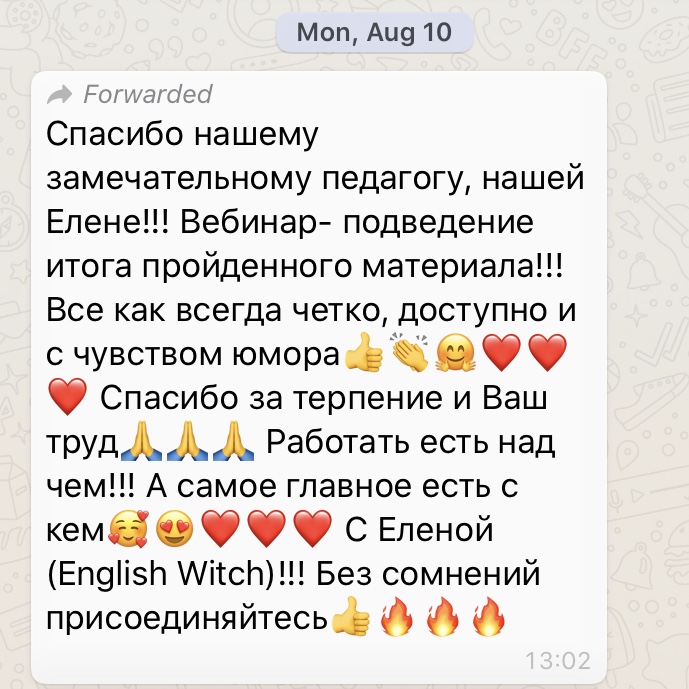 Mon, Aug 10
Forwarded
Спасибо нашему
замечательному педагогу, нашей
Елене!!! Вебинар- подведение
итога пройденного материала!!!
Все как всегда четко, доступно и
с чувством юмора👍👏🤗❤️❤️
❤️ Спасибо за терпение и Ваш
труд🙏🙏🙏 Работать есть над
чем!!! А самое главное есть с
кем🥰😍❤️❤️❤️ С Еленой
(English Witch)!!! Без сомнений
присоединяйтесь👍🔥🔥🔥
13:02